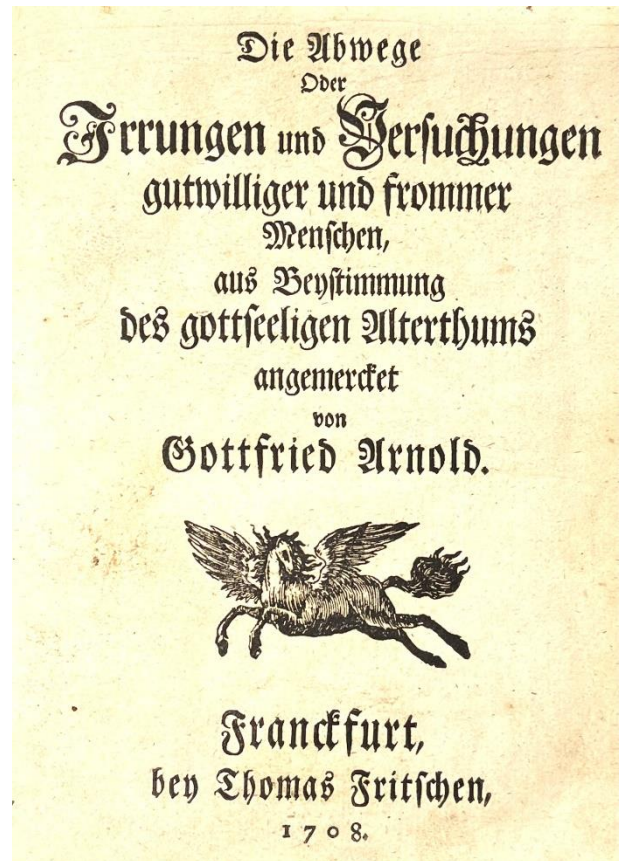 Die Abwege
Oder
Irrungen und Versuchungen
gutwilliger und frommer
Menschen,
aus Beystimmung
des gottseeligen Alterthums
angemercket
von
Gottfried Arnold.
Franckfurt,
bey Thomas Fritschen,
1708.